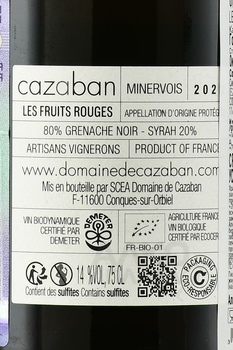 cazaban MINERVOIS 202
LES FRUITS ROUGES APPELLATION D'ORIGINE PROTÉG
80% GRENACHE NOIR - SYRAH 20%
ARTISANS VIGNERONS PRODUCT OF FRANC
www.domainedecazaban.com
Mis en bouteille par SCEA Domaine de Cazaban
F-11600 Conques-sur-Orbiel
VIN BIODYNAMIQUE
CERTIFIÉ PAR
DEMETER
demeter
AGRICULTURE FRANC
VIN BIOLOGIQUE
CERTIFIÉ PAR ECOCER
FR-BIO-01
14 %VOL, 75 CL
Contient des sulfites Contains sulfites
PACKAGING
ECO-RESPONSABLE